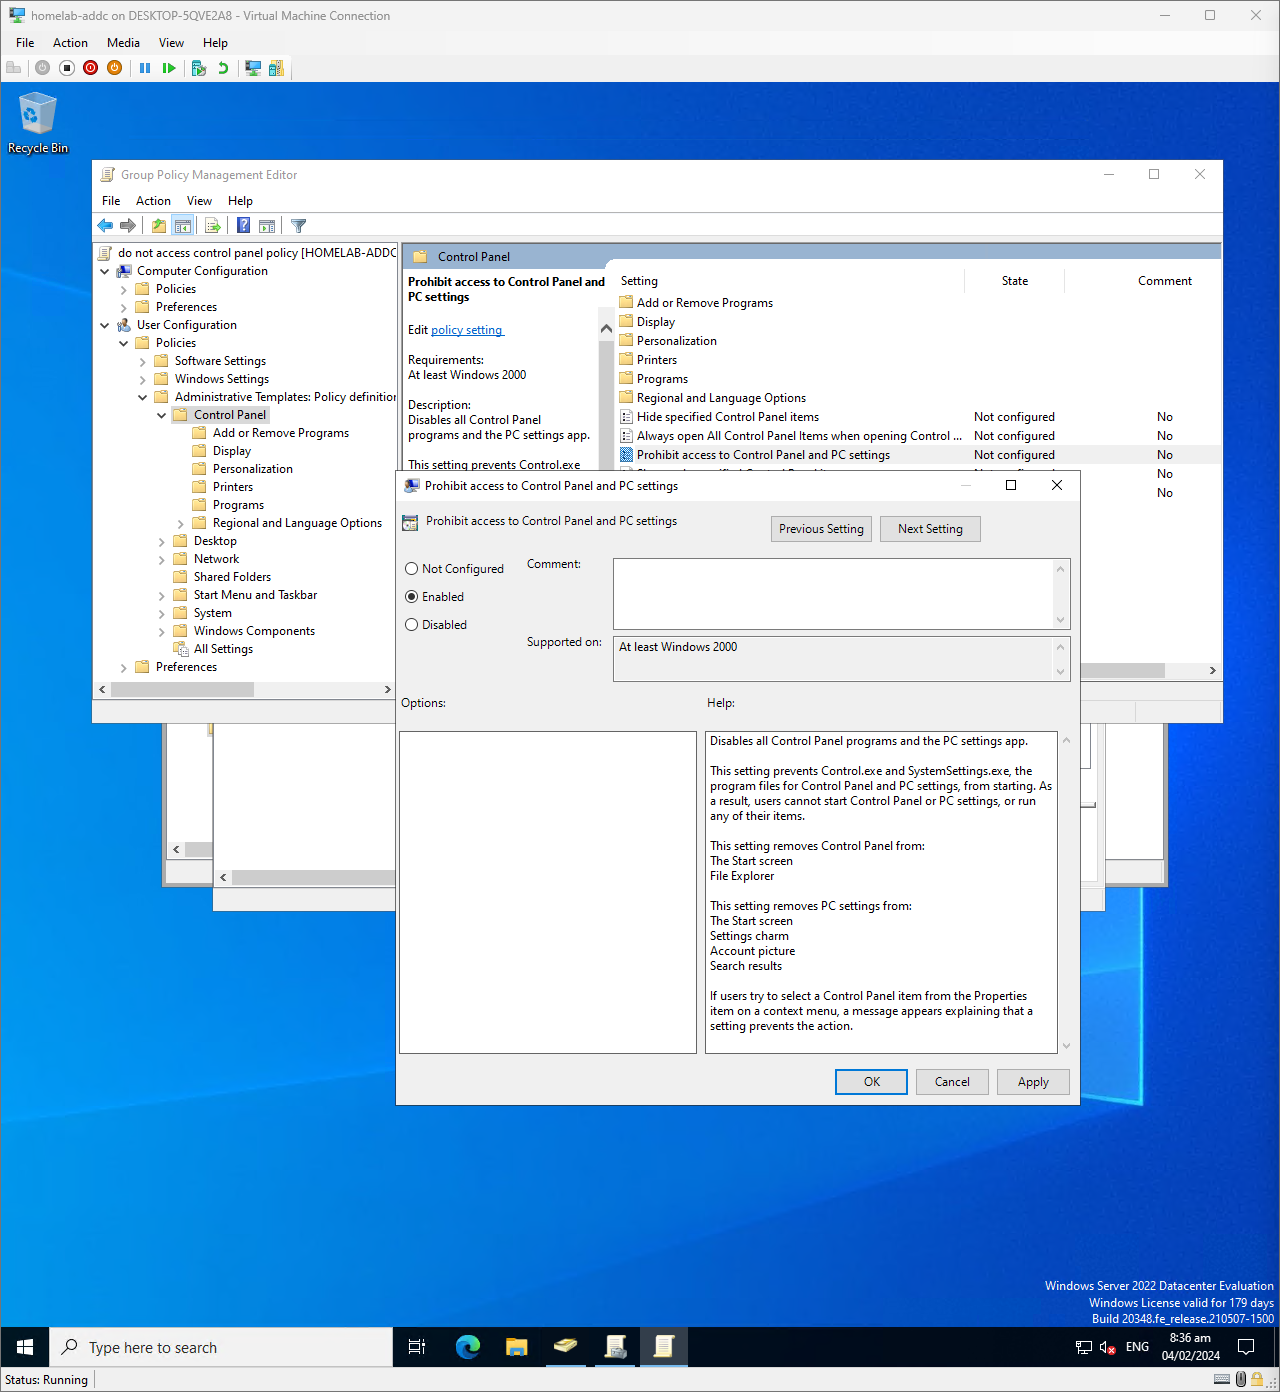 homelab-addc on DESKTOP-5QVE2A8 - Virtual Machine Connection
File Action Media View Help
Recycle Bin
Group Policy Management Editor
File Action View Help
do not access control panel policy [HOMELAB-ADDC
Computer Configuration
Policies
Preferences
User Configuration
Policies
Software Settings
Windows Settings
Administrative Templates: Policy definition
Control Panel
Add or Remove Programs
Display
Personalization
Printers
Programs
Regional and Language Options
Desktop
Network
Shared Folders
Start Menu and Taskbar
System
Windows Components
All Settings
Preferences
Control Panel
Prohibit access to Control Panel and
PC settings
Edit policy setting
Requirements:
At least Windows 2000
Description:
Disables all Control Panel
programs and the PC settings app.
This setting prevents Control.exe
Setting State Comment
Add or Remove Programs
Display
Personalization
Printers
Programs
Regional and Language Options
Hide specified Control Panel items Not configured No
Always open All Control Panel Items when opening Control ... Not configured No
Prohibit access to Control Panel and PC settings Not configured No
No
No
Prohibit access to Control Panel and PC settings
Prohibit access to Control Panel and PC settings
Previous Setting Next Setting
Not Configured
Enabled
Disabled
Comment:
Supported on: At least Windows 2000
Options:
Help:
Disables all Control Panel programs and the PC settings app.
This setting prevents Control.exe and SystemSettings.exe, the
program files for Control Panel and PC settings, from starting. As
a result, users cannot start Control Panel or PC settings, or run
any of their items.
This setting removes Control Panel from:
The Start screen
File Explorer
This setting removes PC settings from:
The Start screen
Settings charm
Account picture
Search results
If users try to select a Control Panel item from the Properties
item on a context menu, a message appears explaining that a
setting prevents the action.
OK Cancel Apply
Windows Server 2022 Datacenter Evaluation
Windows License valid for 179 days
Build 20348.fe_release.210507-1500
Type here to search
ENG
8:36 am
04/02/2024
Status: Running